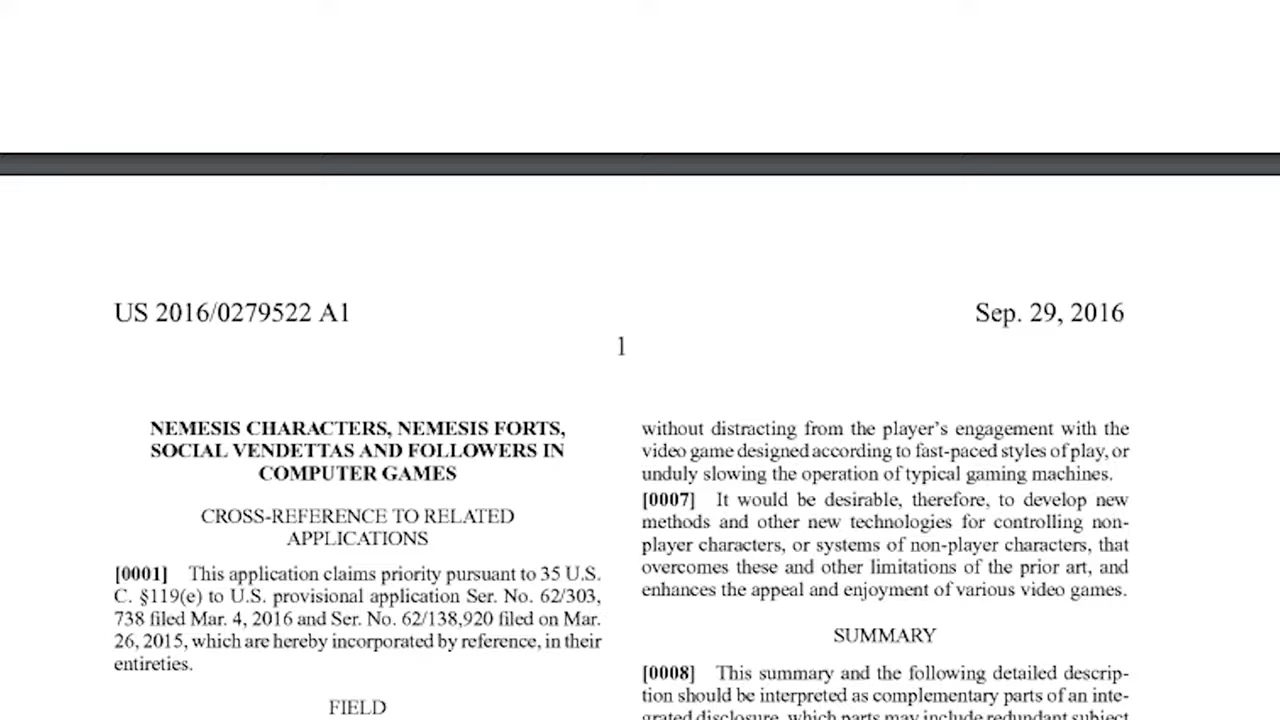 US 2016/0279522 A1
Sep. 29, 2016
1
NEMESIS CHARACTERS, NEMESIS FORTS,
SOCIAL VENDETTAS AND FOLLOWERS IN
COMPUTER GAMES
CROSS-REFERENCE TO RELATED
APPLICATIONS
[0001] This application claims priority pursuant to 35 U.S.
C. §119(e) to U.S. provisional application Ser. No. 62/303,
738 filed Mar. 4, 2016 and Ser. No. 62/138,920 filed on Mar.
26, 2015, which are hereby incorporated by reference, in their
entireties.
FIELD
without distracting from the player's engagement with the
video game designed according to fast-paced styles of play, or
unduly slowing the operation of typical gaming machines.
[0007] It would be desirable, therefore, to develop new
methods and other new technologies for controlling non-
player characters, or systems of non-player characters, that
overcomes these and other limitations of the prior art, and
enhances the appeal and enjoyment of various video games.
SUMMARY
[0008] This summary and the following detailed descrip-
tion should be interpreted as complementary parts of an inte-
grated disclosure, which parts may include redundant subject